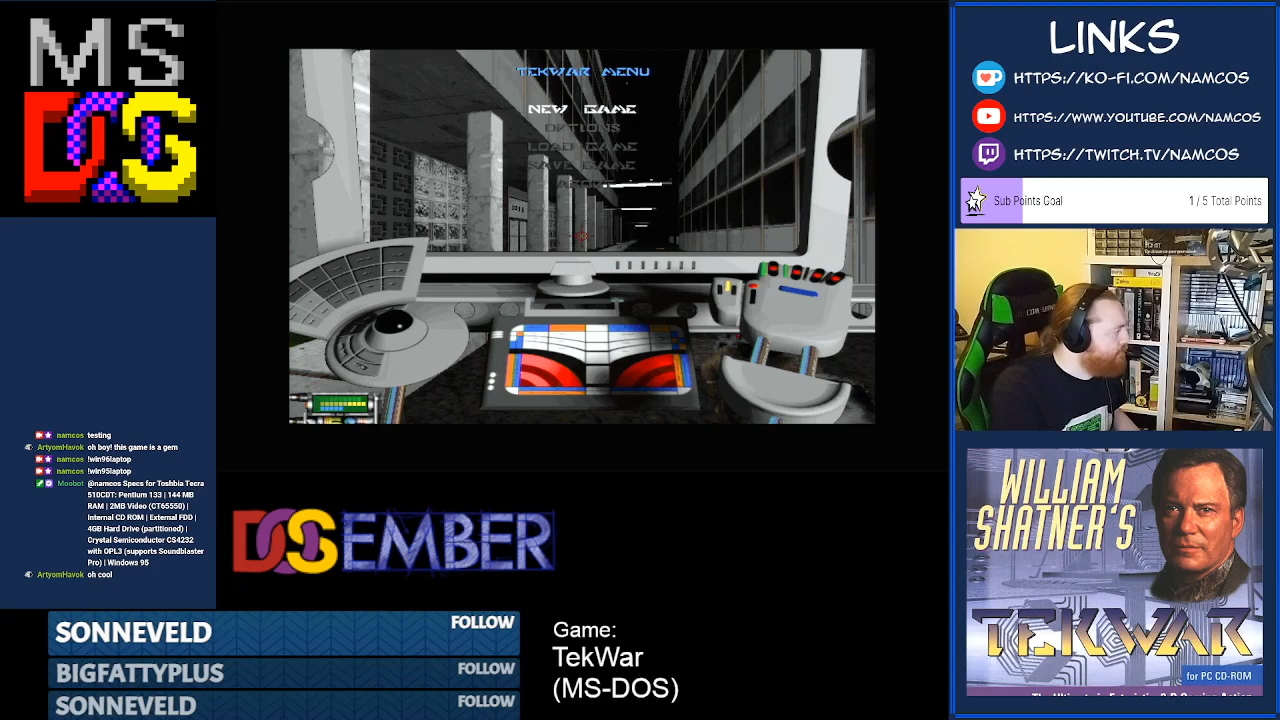 MS
DOS
TEKWAR MENU
NEW GAME
OPTIONS
LOAD GAME
SAVE GAME
LINKS
HTTPS://KO-FI.COM/NAMCOS
HTTPS://WWW.YOUTUBE.COM/NAMCOS
HTTPS://TWITCH.TV/NAMCOS
Sub Points Goal 1 / 5 Total Points
namcos testing
ArtyomHavok oh boy! this game is a gem
namcos !win96laptop
namcos !win95laptop
Moobot @namcos Specs for Toshbia Tecra
510CDT: Pentium 133 | 144 MB
RAM | 2MB Video (CT65550) |
Internal CD ROM | External FDD |
4GB Hard Drive (partitioned) |
Crystal Semiconductor CS4232
with OPL3 (supports Soundblaster
Pro) | Windows 95
ArtyomHavok oh cool
DOSEMBER
SONNEVELD FOLLOW
BIGFATTYPLUS FOLLOW
SONNEVELD FOLLOW
Game:
TekWar
(MS-DOS)
WILLIAM
SHATNER'S
TEKWAR
for PC CD-ROM